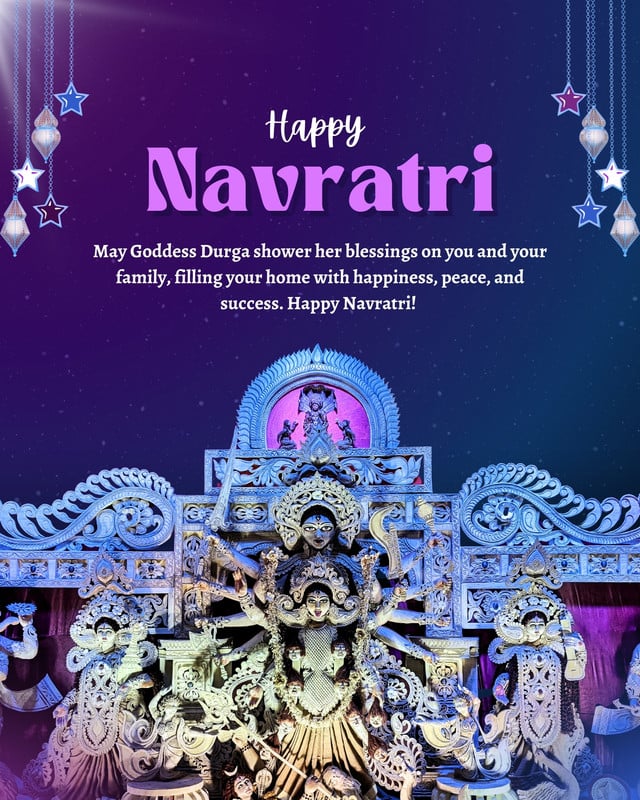 Happy
Navratri
May Goddess Durga shower her blessings on you and your
family, filling your home with happiness, peace, and
success. Happy Navratri!